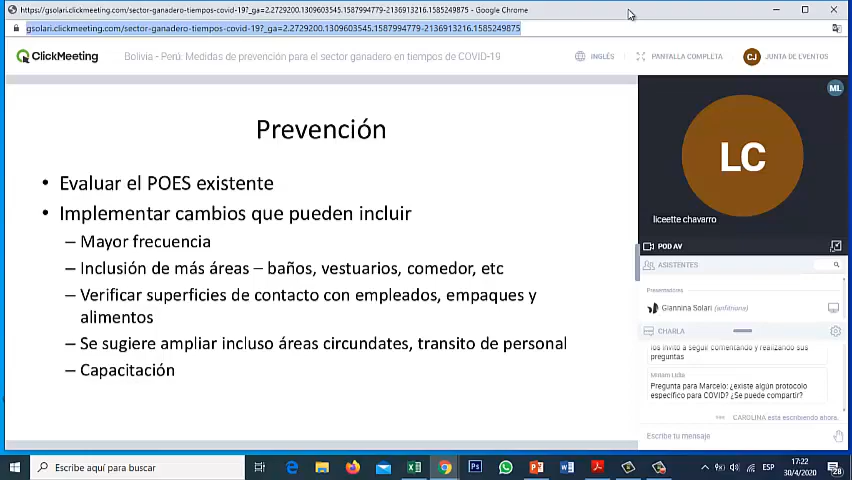 https://gsolari.clickmeeting.com/sector-ganadero-tiempos-covid-19?_ga=2.2729200.1309603545.1587994779-2136913216.1585249875 - Google Chrome
gsolari.clickmeeting.com/sector-ganadero-tiempos-covid-19?_ga=2.2729200.1309603545.1587994779-2136913216.1585249875
ClickMeeting
Bolivia - Perú: Medidas de prevención para el sector ganadero en tiempos de COVID-19
INGLÉS
PANTALLA COMPLETA
CJ
JUNTA DE EVENTOS
Prevención
• Evaluar el POES existente
• Implementar cambios que pueden incluir
– Mayor frecuencia
– Inclusión de más áreas – baños, vestuarios, comedor, etc
– Verificar superficies de contacto con empleados, empaques y
alimentos
– Se sugiere ampliar incluso áreas circundates, transito de personal
– Capacitación
ML
LC
liceette chavarro
POD AV
ASISTENTES
Presentadores
Giannina Solari (anfitriona)
CHARLA
los invito a seguir comentando y realizando sus
preguntas
Miriam Lidia
Pregunta para Marcelo: ¿existe algún protocolo
específico para COVID? ¿Se puede compartir?
CAROLINA está escribiendo ahora.
Escribe tu mensaje
Escribe aquí para buscar
ESP
17:22
30/4/2020
28